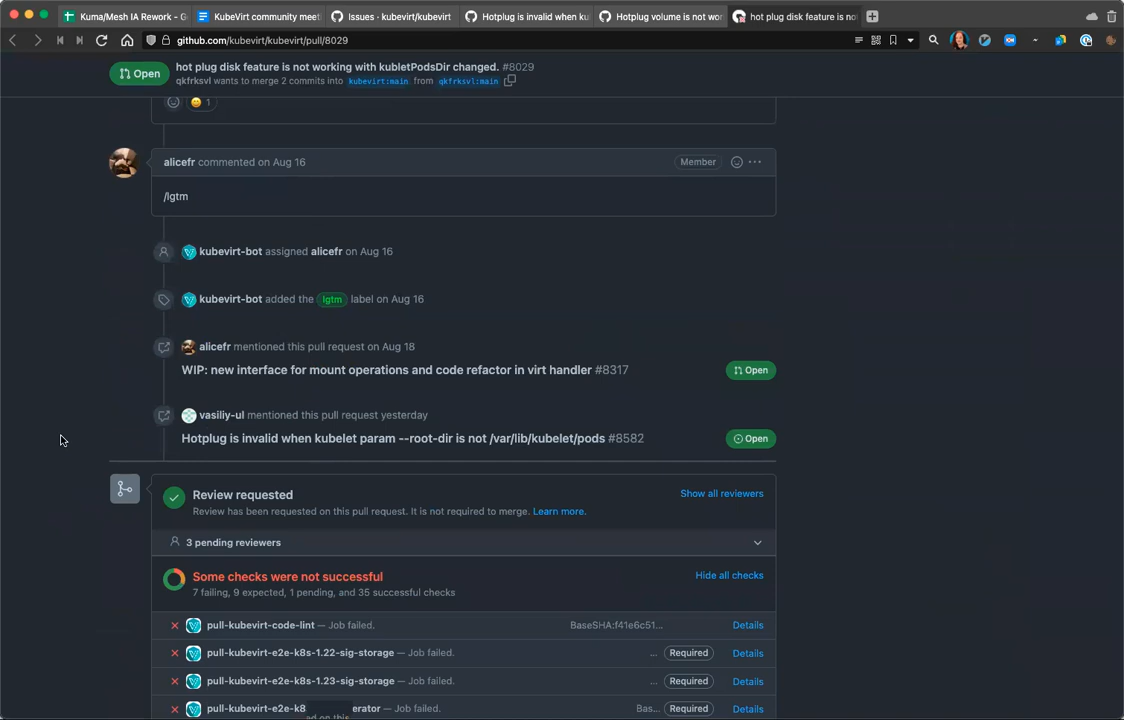 Kuma/Mesh IA Rework - G
KubeVirt community meet
Issues · kubevirt/kubevirt
Hotplug is invalid when ku
Hotplug volume is not wor
hot plug disk feature is no
github.com/kubevirt/kubevirt/pull/8029
Open
hot plug disk feature is not working with kubletPodsDir changed. #8029
qkfrksvl wants to merge 2 commits into kubevirt:main from qkfrksvl:main
1
alicefr commented on Aug 16
Member
/lgtm
kubevirt-bot assigned alicefr on Aug 16
kubevirt-bot added the lgtm label on Aug 16
alicefr mentioned this pull request on Aug 18
WIP: new interface for mount operations and code refactor in virt handler #8317
Open
vasiliy-ul mentioned this pull request yesterday
Hotplug is invalid when kubelet param --root-dir is not /var/lib/kubelet/pods #8582
Open
Review requested
Show all reviewers
Review has been requested on this pull request. It is not required to merge. Learn more.
3 pending reviewers
Some checks were not successful
Hide all checks
7 failing, 9 expected, 1 pending, and 35 successful checks
pull-kubevirt-code-lint — Job failed.
BaseSHA:f41e6c51...
Details
pull-kubevirt-e2e-k8s-1.22-sig-storage — Job failed.
...
Required
Details
pull-kubevirt-e2e-k8s-1.23-sig-storage — Job failed.
...
Required
Details
pull-kubevirt-e2e-k8 erator — Job failed.
Bas...
Required
Details